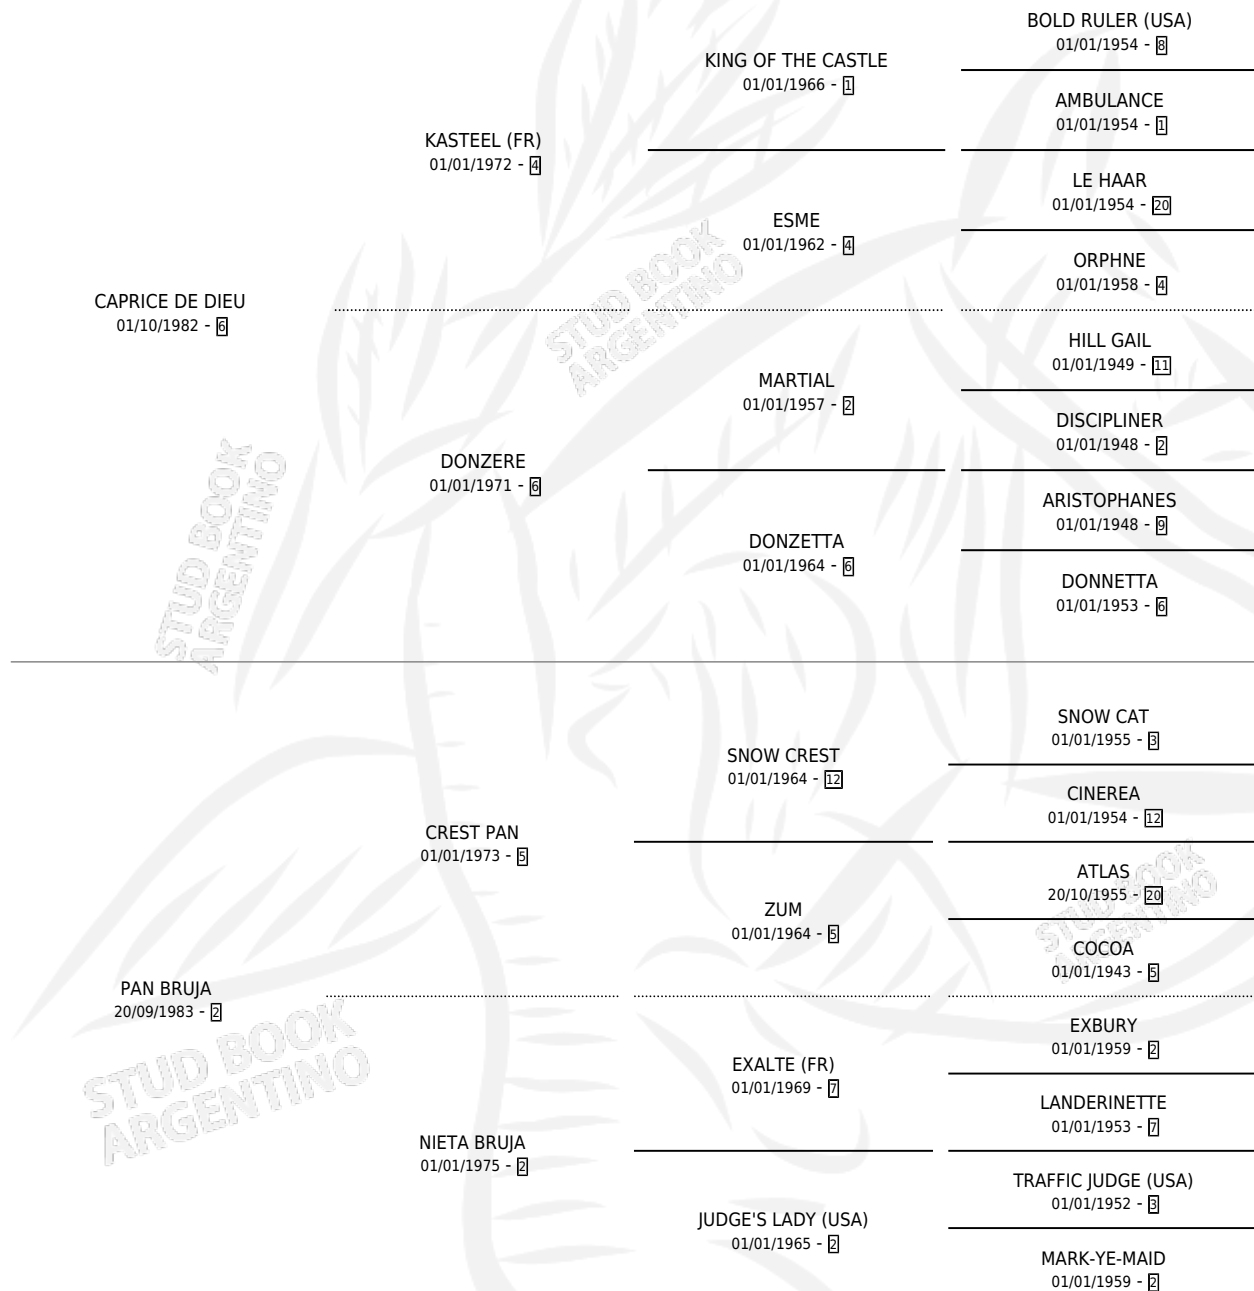 BOLD RULER (USA)
01/01/1954 - 8
KING OF THE CASTLE
01/01/1966 - 1
AMBULANCE
01/01/1954 - 1
KASTEEL (FR)
01/01/1972 - 4
LE HAAR
01/01/1954 - 20
ESME
01/01/1962 - 4
ORPHNE
01/01/1958 - 4
CAPRICE DE DIEU
01/10/1982 - 6
HILL GAIL
01/01/1949 - 11
MARTIAL
01/01/1957 - 2
DISCIPLINER
01/01/1948 - 2
DONZERE
01/01/1971 - 6
ARISTOPHANES
01/01/1948 - 9
DONZETTA
01/01/1964 - 6
DONNETTA
01/01/1953 - 6
STUD BOOK
ARGENTINO
STUD BOOK
ARGENTINO
SNOW CAT
01/01/1955 - 3
SNOW CREST
01/01/1964 - 12
CINEREA
01/01/1954 - 12
CREST PAN
01/01/1973 - 5
ATLAS
20/10/1955 - 20
ZUM
01/01/1964 - 5
COCOA
01/01/1943 - 5
PAN BRUJA
20/09/1983 - 2
EXBURY
01/01/1959 - 2
EXALTE (FR)
01/01/1969 - 7
LANDERINETTE
01/01/1953 - 7
NIETA BRUJA
01/01/1975 - 2
TRAFFIC JUDGE (USA)
01/01/1952 - 3
JUDGE'S LADY (USA)
01/01/1965 - 2
MARK-YE-MAID
01/01/1959 - 2
STUD BOOK
ARGENTINO
STUD BOOK
ARGENTINO